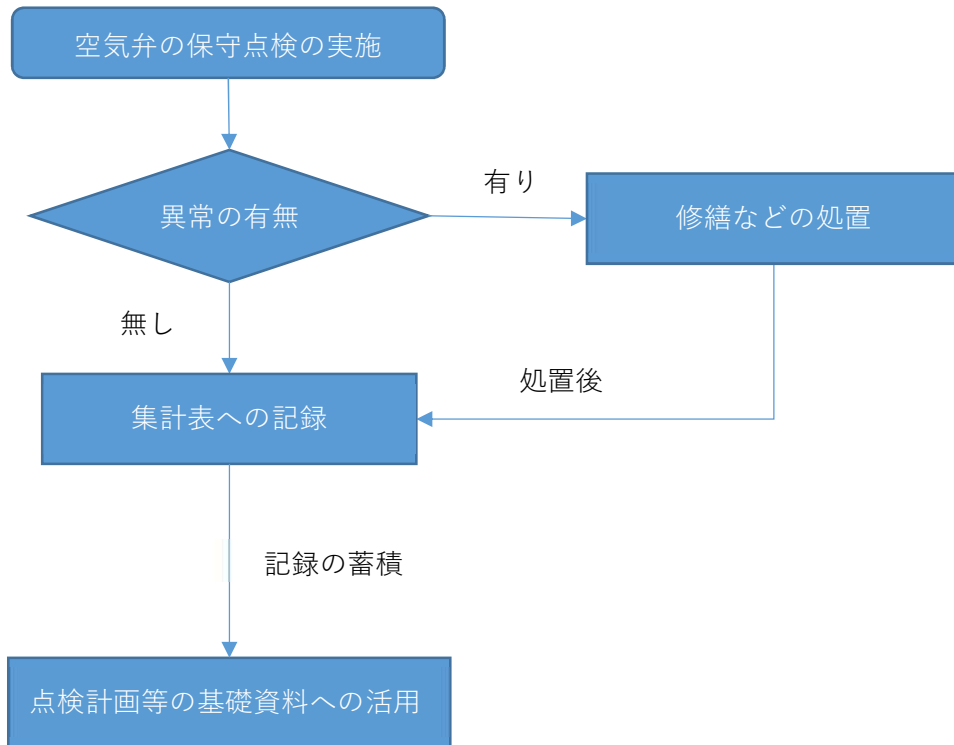 空気弁の保守点検の実施
異常の有無
有り
修繕などの処置
無し
処置後
集計表への記録
記録の蓄積
点検計画等の基礎資料への活用